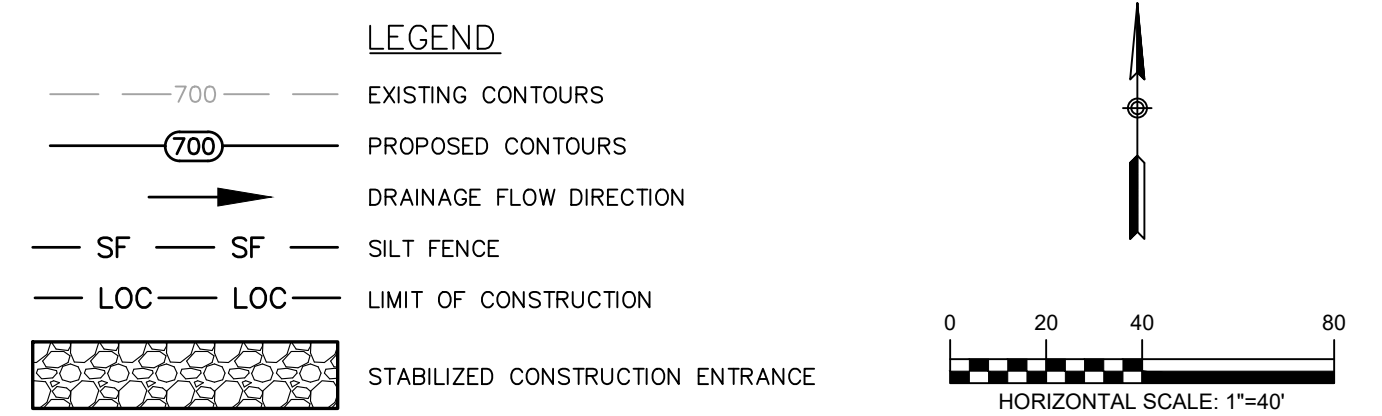 LEGEND
700
EXISTING CONTOURS
700
PROPOSED CONTOURS
DRAINAGE FLOW DIRECTION
SF SF
SILT FENCE
LOC LOC
LIMIT OF CONSTRUCTION
STABILIZED CONSTRUCTION ENTRANCE
0 20 40 80
HORIZONTAL SCALE: 1"=40'